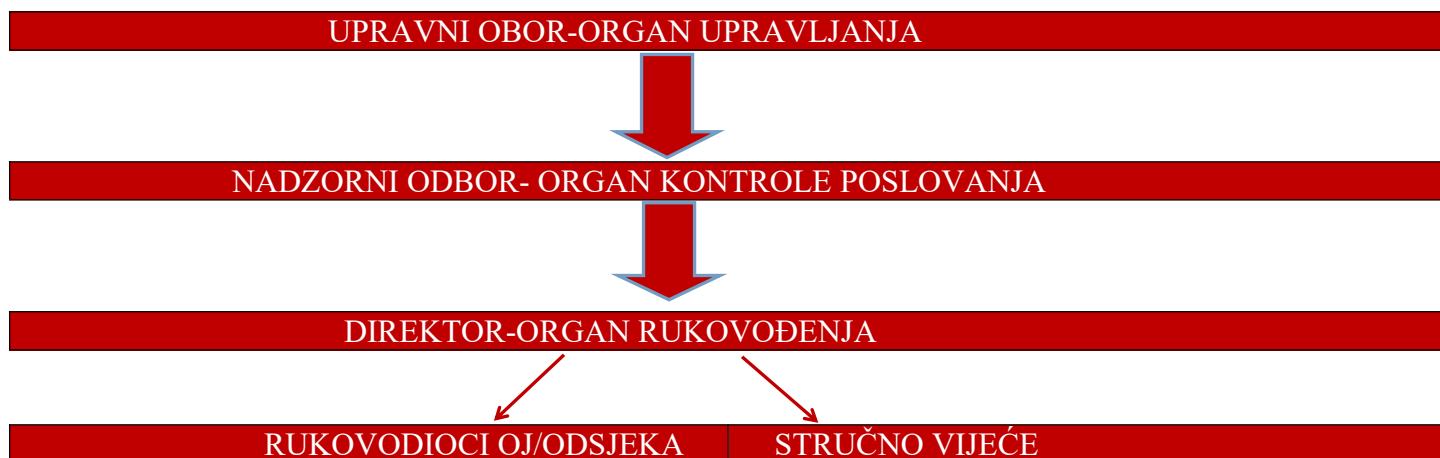 UPRAVNI OBOR-ORGAN UPRAVLJANJA
NADZORNI ODBOR- ORGAN KONTROLE POSLOVANJA
DIREKTOR-ORGAN RUKOVOĐENJA
RUKOVODIOCI OJ/ODSJEKA
STRUČNO VIJEĆE